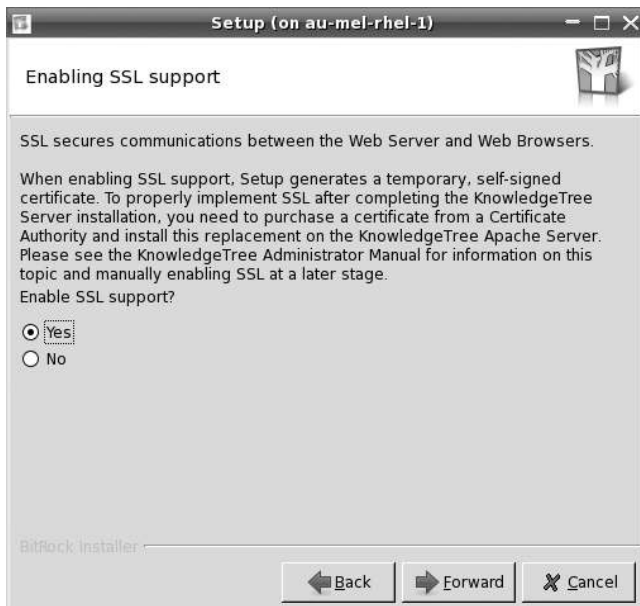 Setup (on au-mel-rhel-1)
Enabling SSL support
SSL secures communications between the Web Server and Web Browsers.
When enabling SSL support, Setup generates a temporary, self-signed
certificate. To properly implement SSL after completing the KnowledgeTree
Server installation, you need to purchase a certificate from a Certificate
Authority and install this replacement on the KnowledgeTree Apache Server.
Please see the KnowledgeTree Administrator Manual for information on this
topic and manually enabling SSL at a later stage.
Enable SSL support?
Yes
No
BitRock Installer
Back Forward Cancel